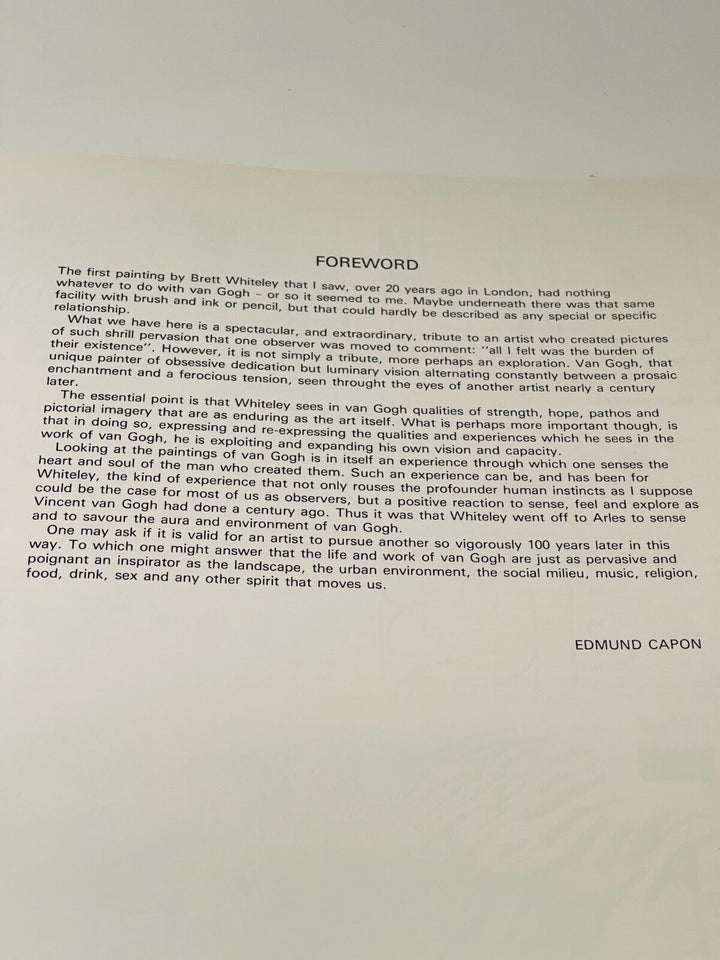 FOREWORD
The first painting by Brett Whiteley that I saw, over 20 years ago in London, had nothing
whatever to do with van Gogh – or so it seemed to me. Maybe underneath there was that same
facility with brush and ink or pencil, but that could hardly be described as any special or specific
relationship.
What we have here is a spectacular, and extraordinary, tribute to an artist who created pictures
of such shrill pervasion that one observer was moved to comment: "all I felt was the burden of
their existence". However, it is not simply a tribute, more perhaps an exploration. Van Gogh, that
unique painter of obsessive dedication but luminary vision alternating constantly between a prosaic
enchantment and a ferocious tension, seen throught the eyes of another artist nearly a century
later.
The essential point is that Whiteley sees in van Gogh qualities of strength, hope, pathos and
pictorial imagery that are as enduring as the art itself. What is perhaps more important though, is
that in doing so, expressing and re-expressing the qualities and experiences which he sees in the
work of van Gogh, he is exploiting and expanding his own vision and capacity.
Looking at the paintings of van Gogh is in itself an experience through which one senses the
heart and soul of the man who created them. Such an experience can be, and has been for
Whiteley, the kind of experience that not only rouses the profounder human instincts as I suppose
could be the case for most of us as observers, but a positive reaction to sense, feel and explore as
Vincent van Gogh had done a century ago. Thus it was that Whiteley went off to Arles to sense
and to savour the aura and environment of van Gogh.
One may ask if it is valid for an artist to pursue another so vigorously 100 years later in this
way. To which one might answer that the life and work of van Gogh are just as pervasive and
poignant an inspirator as the landscape, the urban environment, the social milieu, music, religion,
food, drink, sex and any other spirit that moves us.
EDMUND CAPON